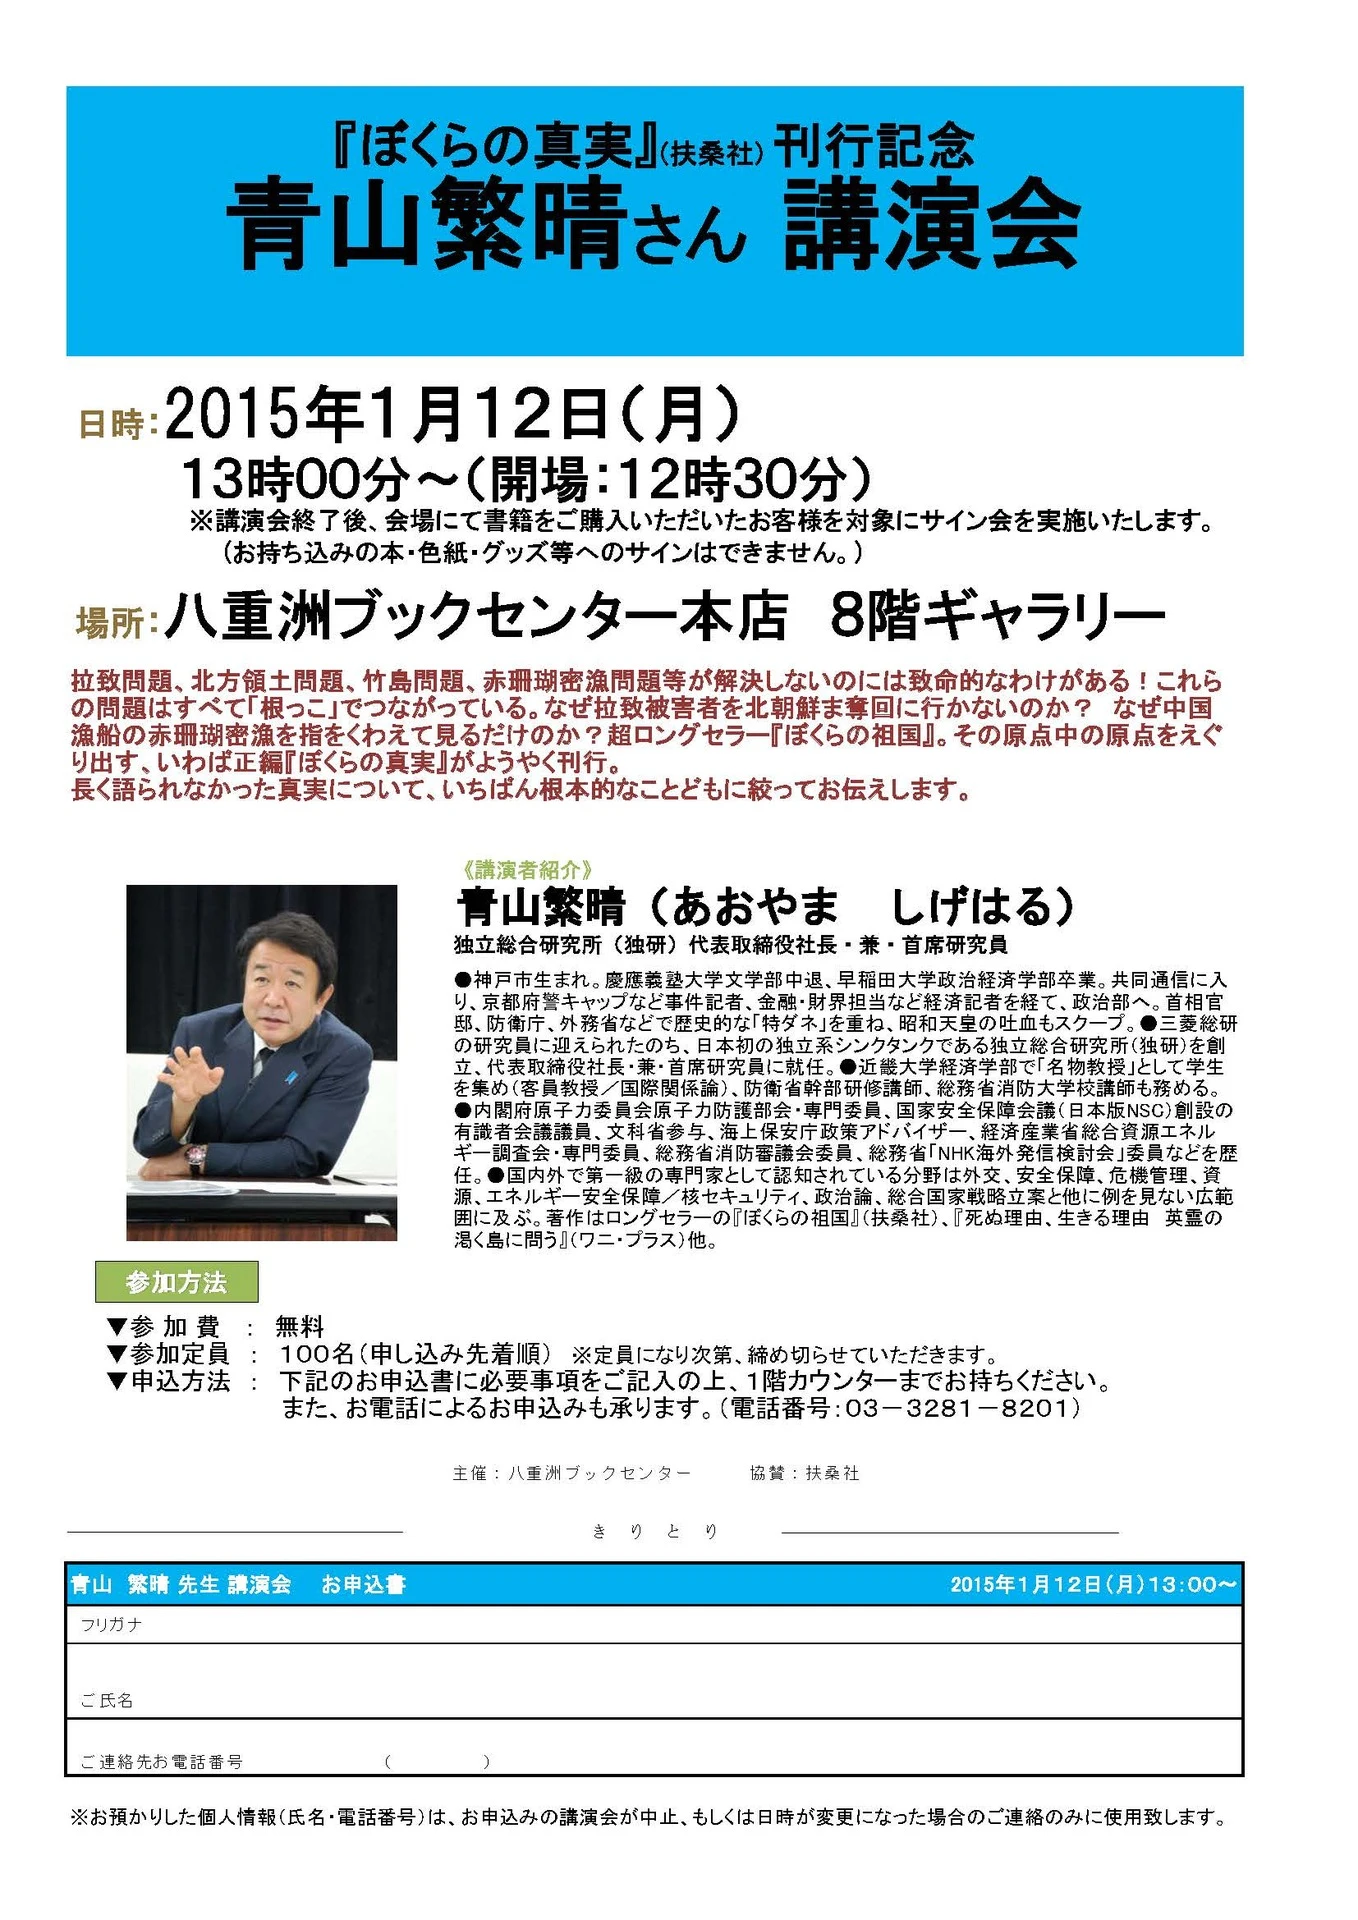 『ぼくらの真実』(扶桑社) 刊行記念
青山繁晴さん 講演会
日時：2015年1月12日（月）
13時00分～（開場：12時30分）
※講演会終了後、会場にて書籍をご購入いただいたお客様を対象にサイン会を実施いたします。
（お持ち込みの本・色紙・グッズ等へのサインはできません。）
場所：八重洲ブックセンター本店　8階ギャラリー
拉致問題、北方領土問題、竹島問題、赤珊瑚密漁問題等が解決しないのには致命的なわけがある！これら
の問題はすべて「根っこ」でつながっている。なぜ拉致被害者を北朝鮮ま奪回に行かないのか？　なぜ中国
漁船の赤珊瑚密漁を指をくわえて見るだけのか？超ロングセラー『ぼくらの祖国』。その原点中の原点をえぐ
り出す、いわば正編『ぼくらの真実』がようやく刊行。
長く語られなかった真実について、いちばん根本的なことどもに絞ってお伝えします。
《講演者紹介》
青山繁晴（あおやま　しげはる）
独立総合研究所（独研）代表取締役社長・兼・首席研究員
●神戸市生まれ。慶應義塾大学文学部中退、早稲田大学政治経済学部卒業。共同通信に入
り、京都府警キャップなど事件記者、金融・財界担当など経済記者を経て、政治部へ。首相官
邸、防衛庁、外務省などで歴史的な「特ダネ」を重ね、昭和天皇の吐血もスクープ。●三菱総研
の研究員に迎えられたのち、日本初の独立系シンクタンクである独立総合研究所（独研）を創
立、代表取締役社長・兼・首席研究員に就任。●近畿大学経済学部で「名物教授」として学生
を集め（客員教授／国際関係論）、防衛省幹部研修講師、総務省消防大学校講師も務める。
●内閣府原子力委員会原子力防護部会・専門委員、国家安全保障会議（日本版NSC）創設の
有識者会議議員、文科省参与、海上保安庁政策アドバイザー、経済産業省総合資源エネル
ギー調査会・専門委員、総務省消防審議会委員、総務省「NHK海外発信検討会」委員などを歴
任。●国内外で第一級の専門家として認知されている分野は外交、安全保障、危機管理、資
源、エネルギー安全保障／核セキュリティ、政治論、総合国家戦略立案と他に例を見ない広範
囲に及ぶ。著作はロングセラーの『ぼくらの祖国』（扶桑社）、『死ぬ理由、生きる理由　英霊の
渇く島に問う』（ワニ・プラス）他。
参加方法
▼参 加 費　：　無料
▼参加定員　：　100名（申し込み先着順）　※定員になり次第、締め切らせていただきます。
▼申込方法　：　下記のお申込書に必要事項をご記入の上、1階カウンターまでお持ちください。
また、お電話によるお申込みも承ります。（電話番号：03－3281－8201）
主催：八重洲ブックセンター　　協賛：扶桑社
きりとり
青山　繁晴 先生 講演会　お申込書　2015年1月12日（月）13：00～
フリガナ
ご氏名
ご連絡先お電話番号　（　　　）
※お預かりした個人情報（氏名・電話番号）は、お申込みの講演会が中止、もしくは日時が変更になった場合のご連絡のみに使用致します。